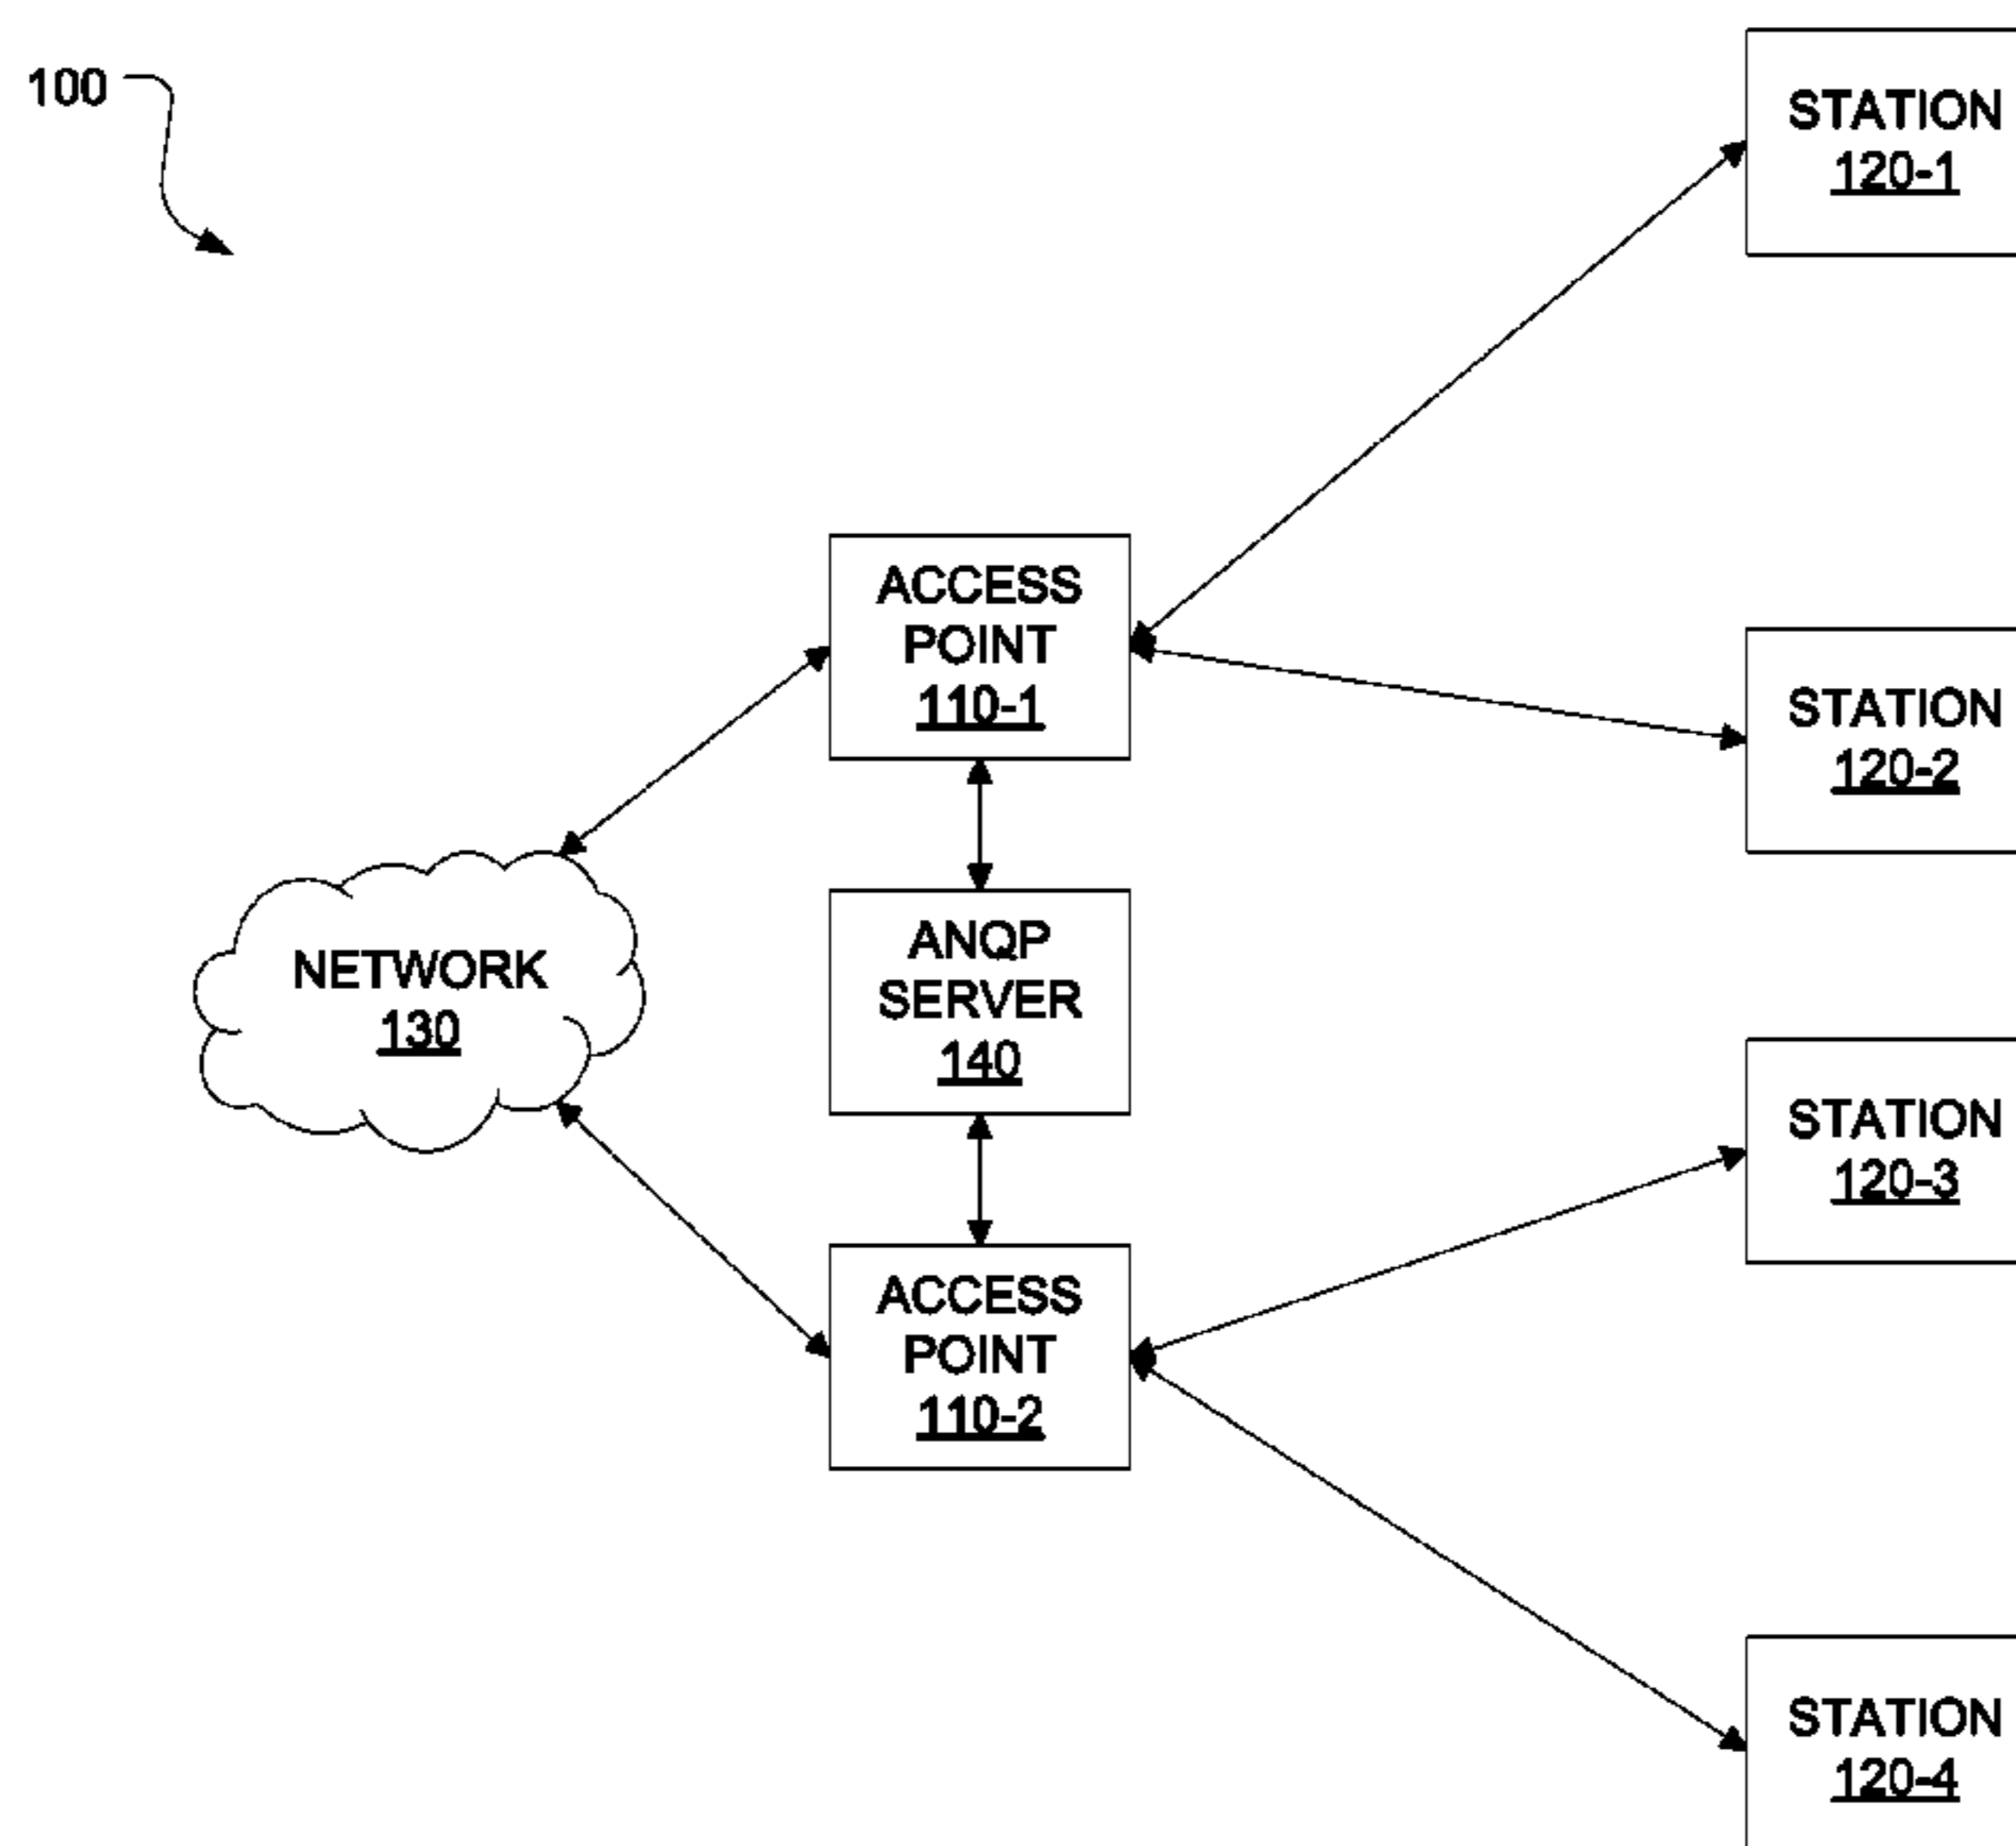 100
STATION
120-1
ACCESS
POINT
110-1
STATION
120-2
NETWORK
130
ANQP
SERVER
140
STATION
120-3
ACCESS
POINT
110-2
STATION
120-4